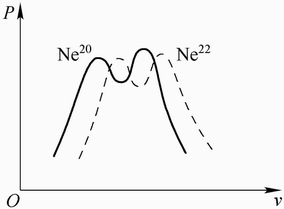 P
Ne²⁰ Ne²²
O ν